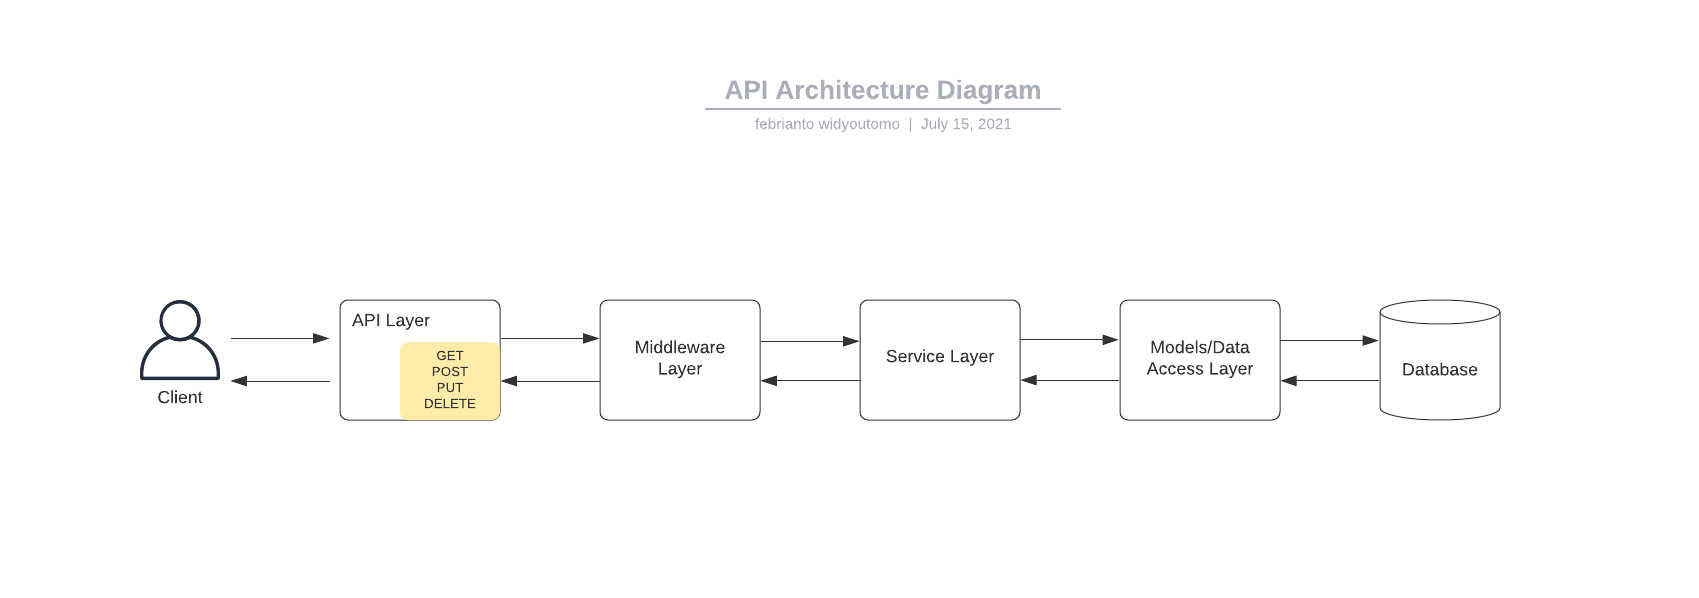 API Architecture Diagram
febrianto widyoutomo | July 15, 2021
API Layer
GET
POST
PUT
DELETE
Middleware
Layer
Service Layer
Models/Data
Access Layer
Database
Client